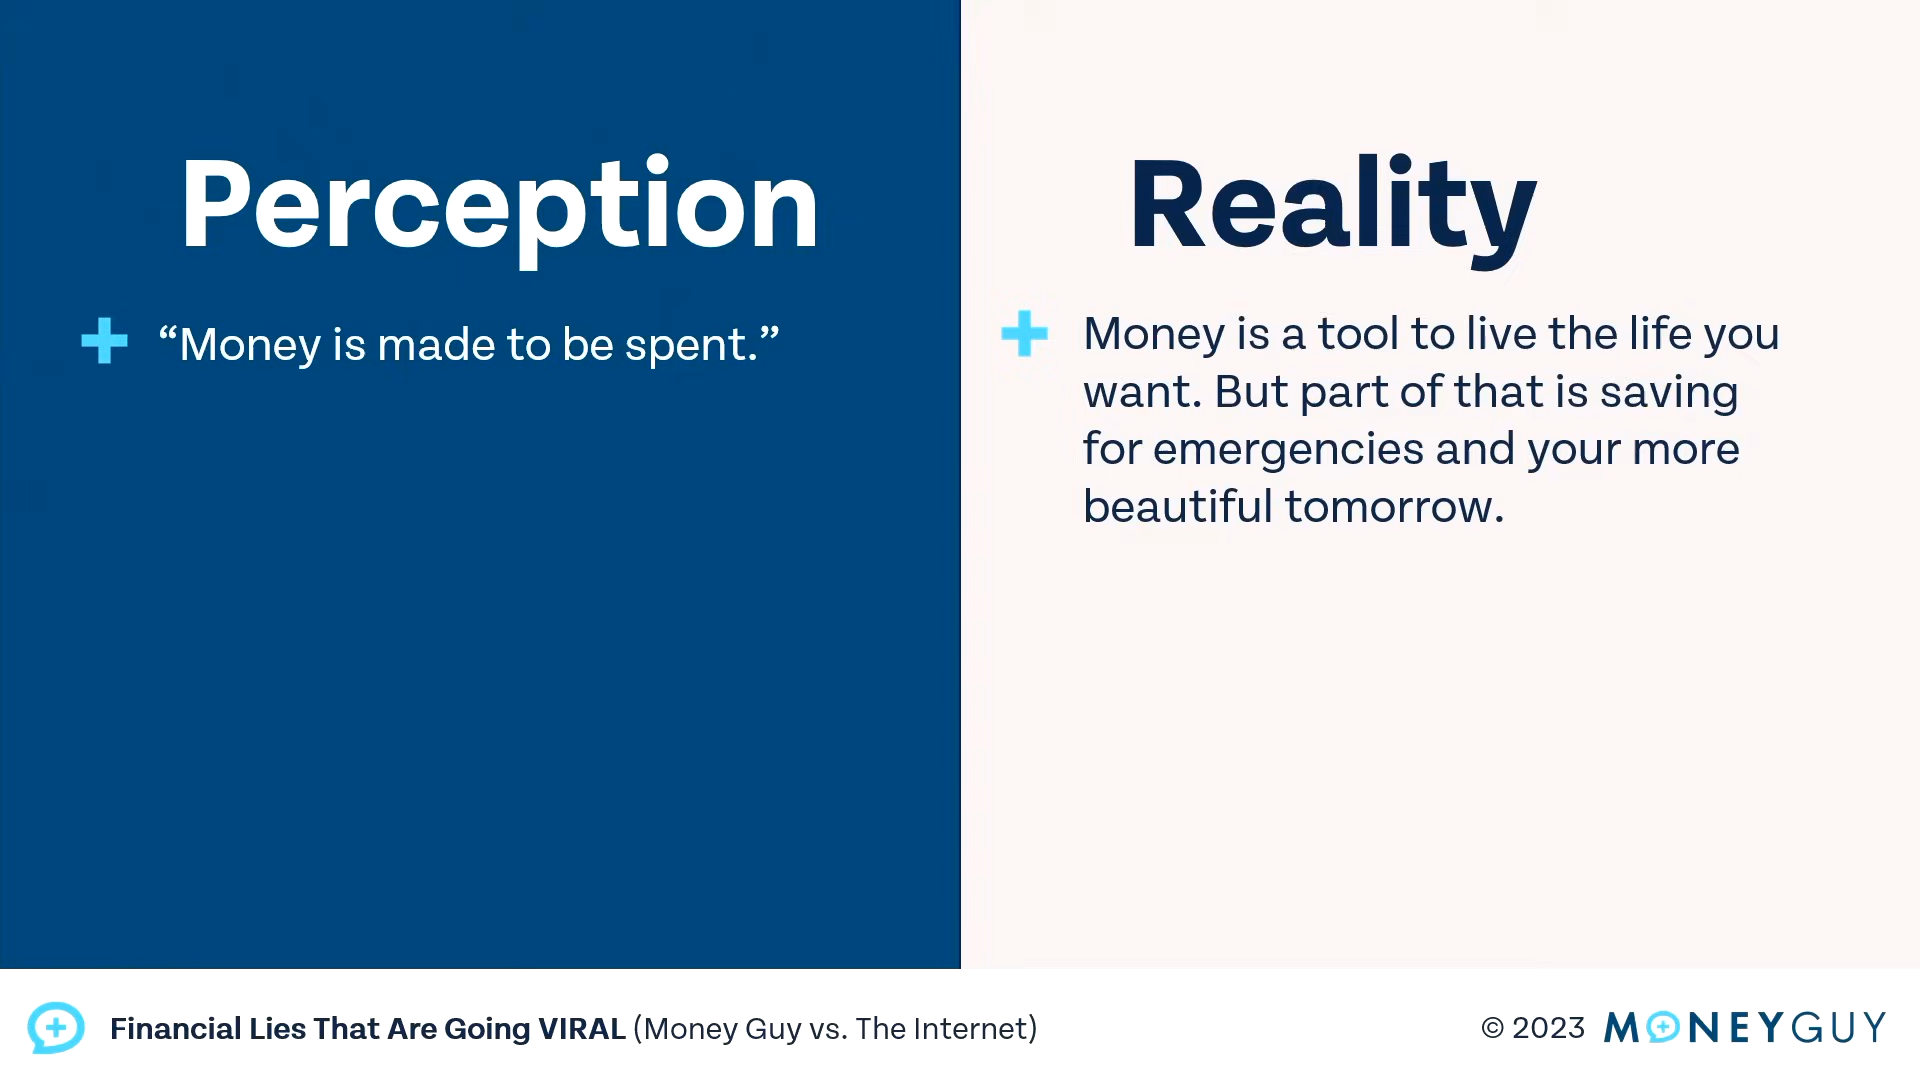 Perception
“Money is made to be spent.”
Reality
Money is a tool to live the life you
want. But part of that is saving
for emergencies and your more
beautiful tomorrow.
Financial Lies That Are Going VIRAL (Money Guy vs. The Internet)
© 2023 MONEYGUY